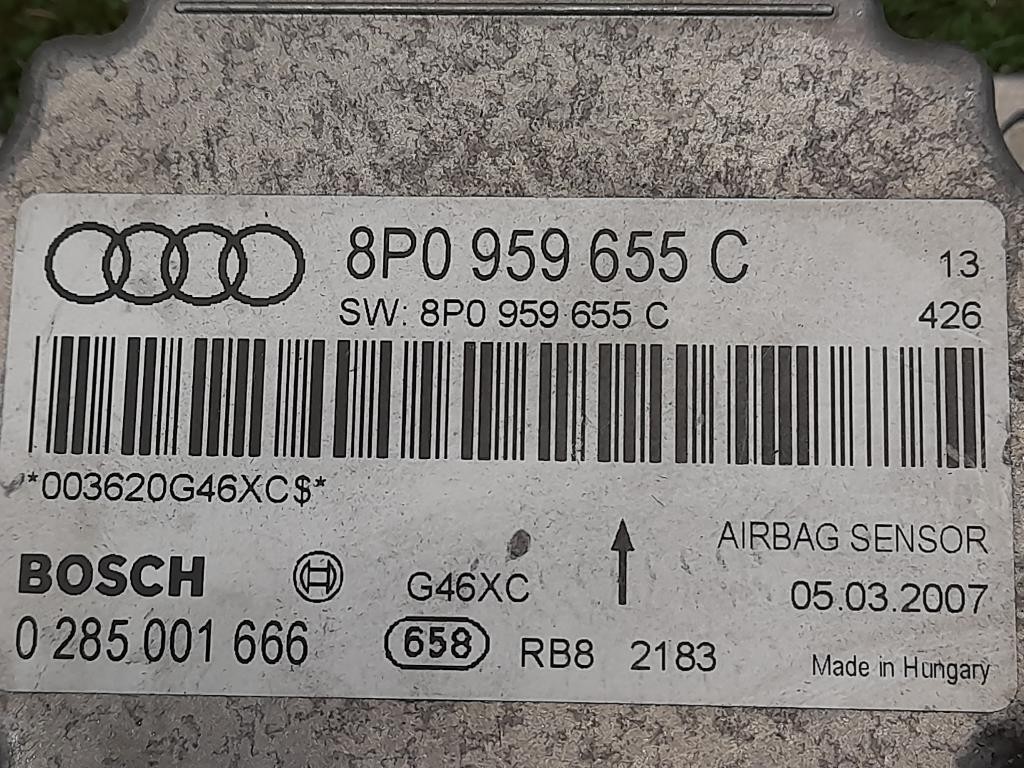 8P0 959 655 C 13
SW: 8P0 959 655 C 426
*003620G46XC$*
AIRBAG SENSOR
BOSCH G46XC 05.03.2007
0 285 001 666 658 RB8 2183 Made in Hungary